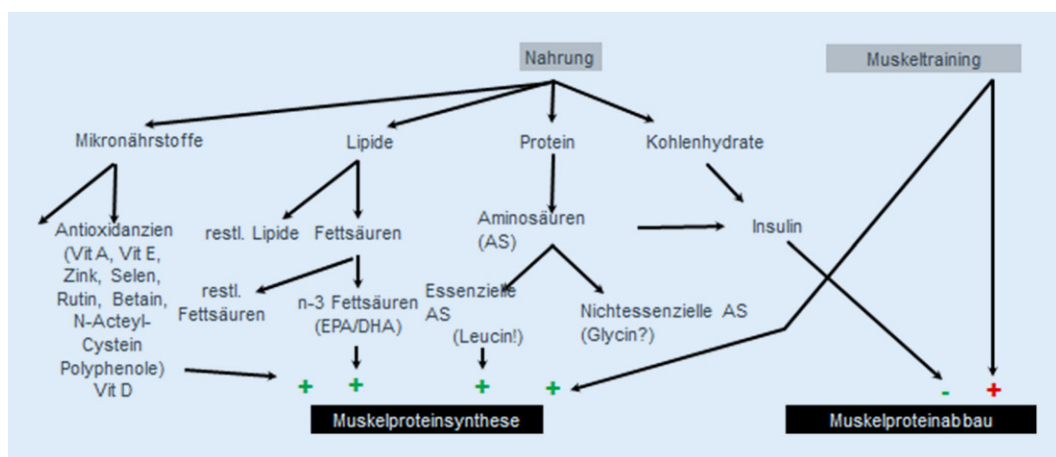 Nahrung
Muskeltraining
Mikronährstoffe
Lipide
Protein
Kohlenhydrate
Antioxidanzien
(Vit A, Vit E,
Zink, Selen,
Rutin, Betain,
N-Acteyl-
Cystein
Polyphenole)
Vit D
restl. Lipide
Fettsäuren
Aminosäuren
(AS)
Insulin
restl.
Fettsäuren
n-3 Fettsäuren
(EPA/DHA)
Essenzielle
AS
(Leucin!)
Nichtessenzielle AS
(Glycin?)
+ + + + - +
Muskelproteinsynthese
Muskelproteinabbau